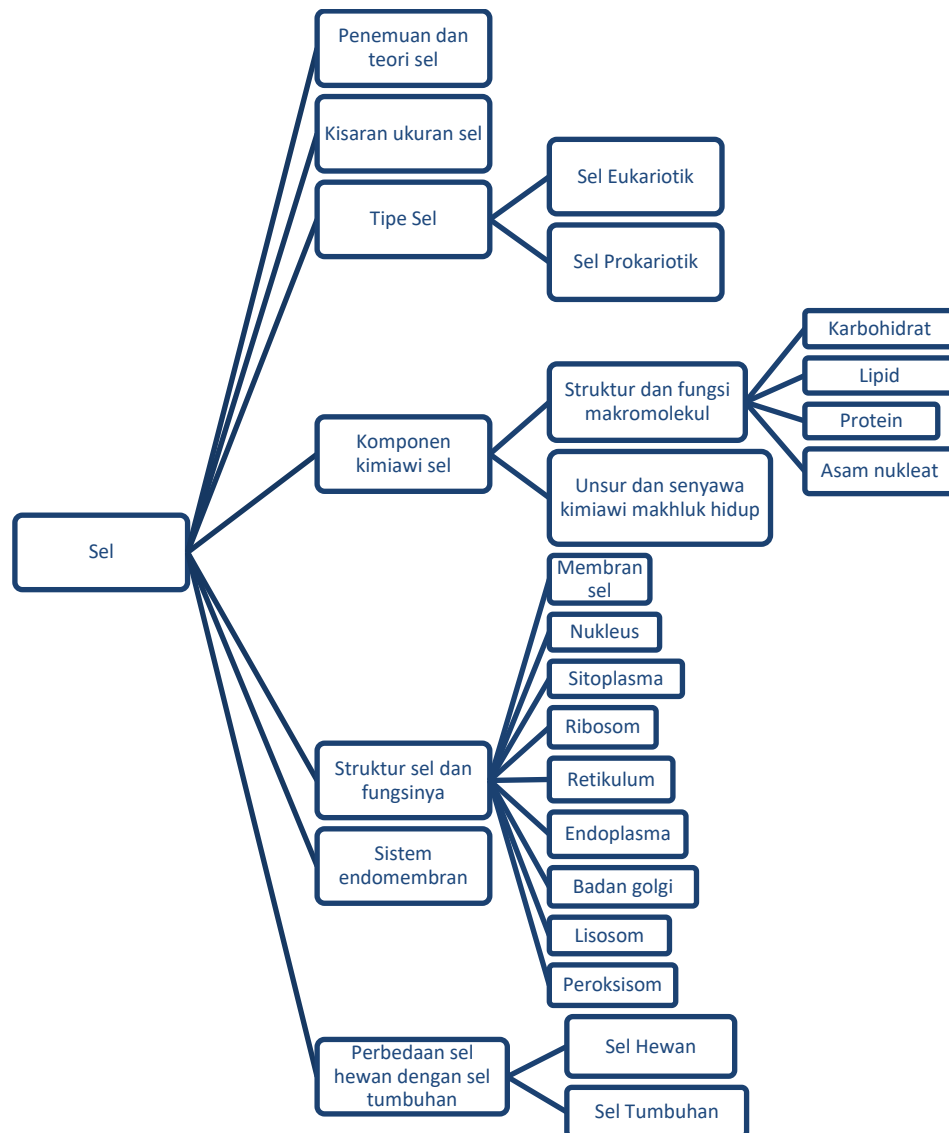 Penemuan dan
teori sel
Kisaran ukuran sel
Tipe Sel
Sel Eukariotik
Sel Prokariotik
Komponen
kimiawi sel
Struktur dan fungsi
makromolekul
Karbohidrat
Lipid
Protein
Asam nukleat
Unsur dan senyawa
kimiawi makhluk hidup
Sel
Struktur sel dan
fungsinya
Membran
sel
Nukleus
Sitoplasma
Ribosom
Retikulum
Endoplasma
Badan golgi
Lisosom
Peroksisom
Sistem
endomembran
Perbedaan sel
hewan dengan sel
tumbuhan
Sel Hewan
Sel Tumbuhan